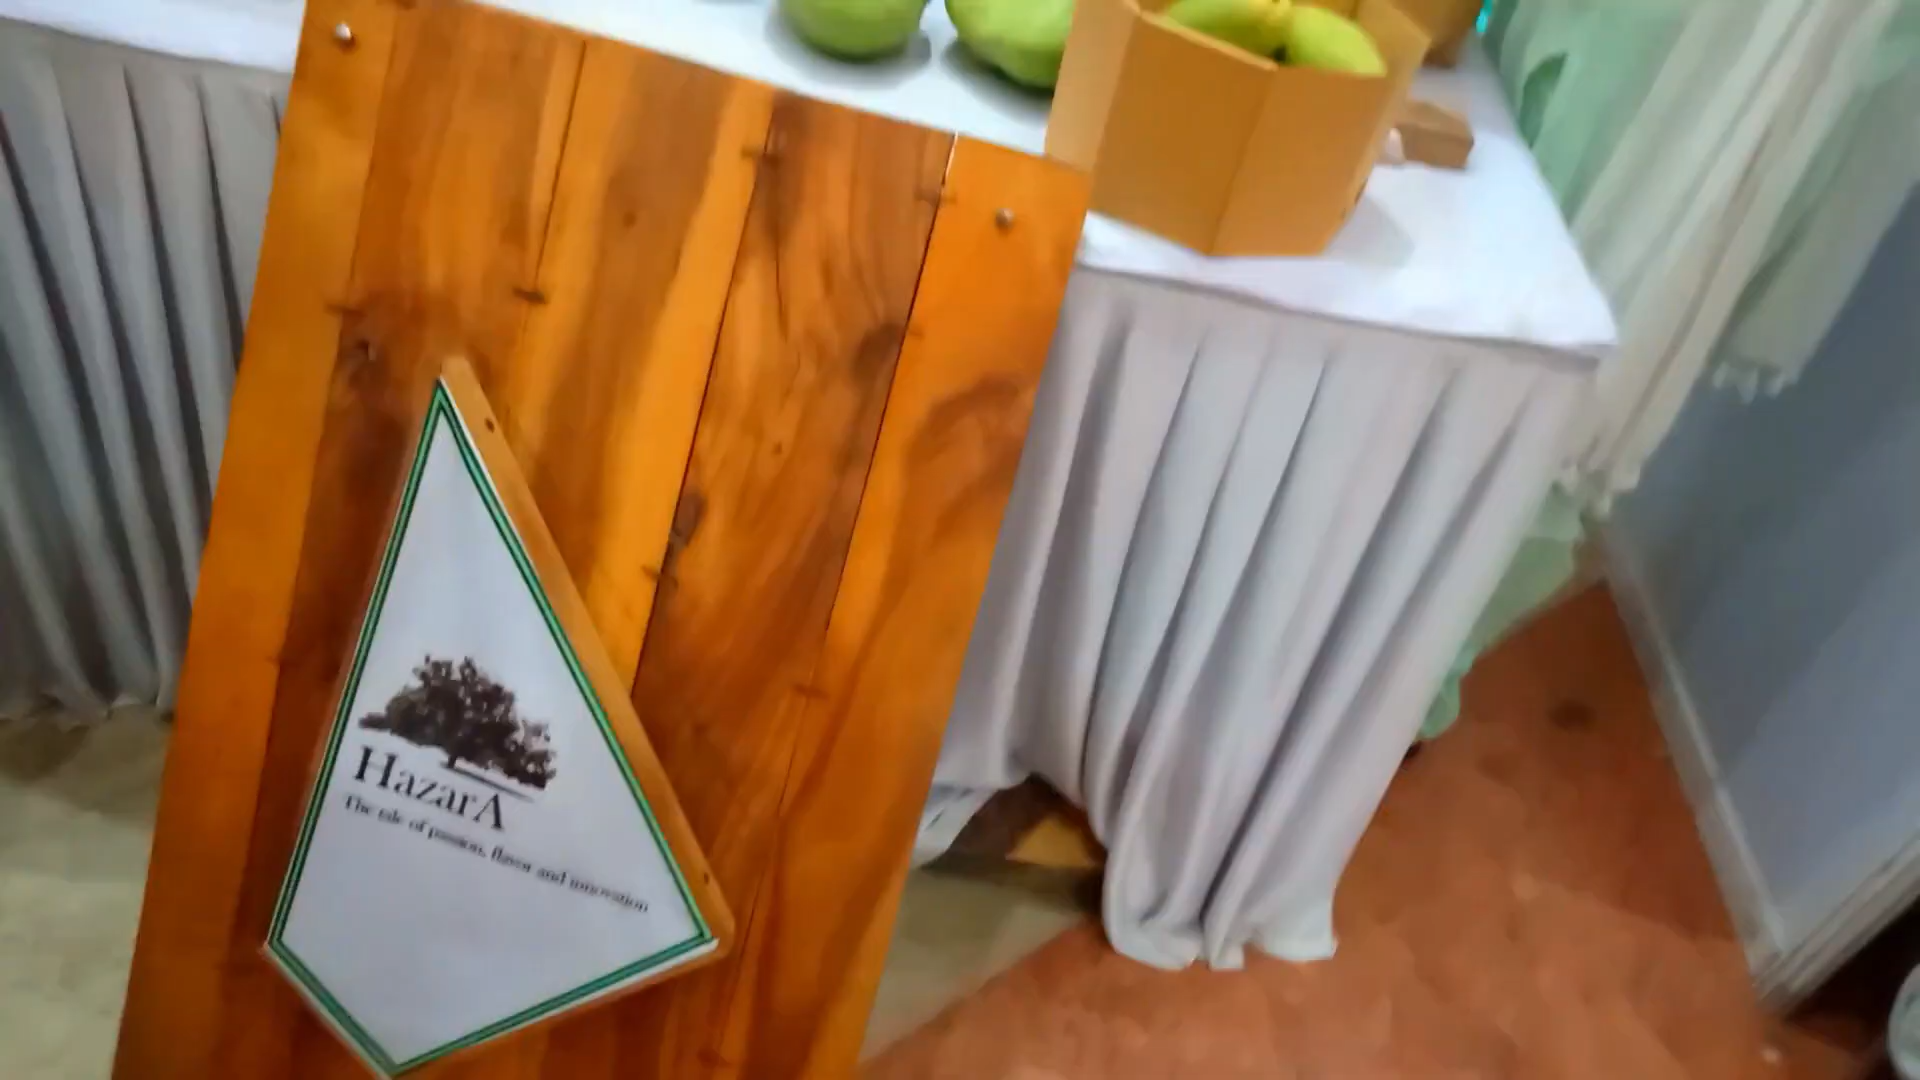 HazarA
The tale of passion, flavor and innovation